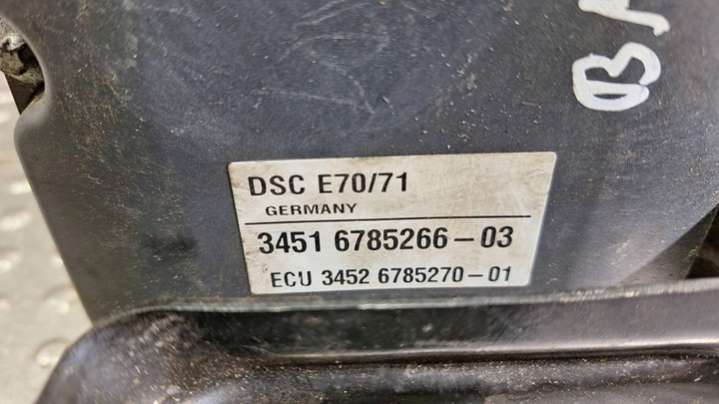 DSC E70/71
GERMANY
3451 6785266-03
ECU 3452 6785270-01